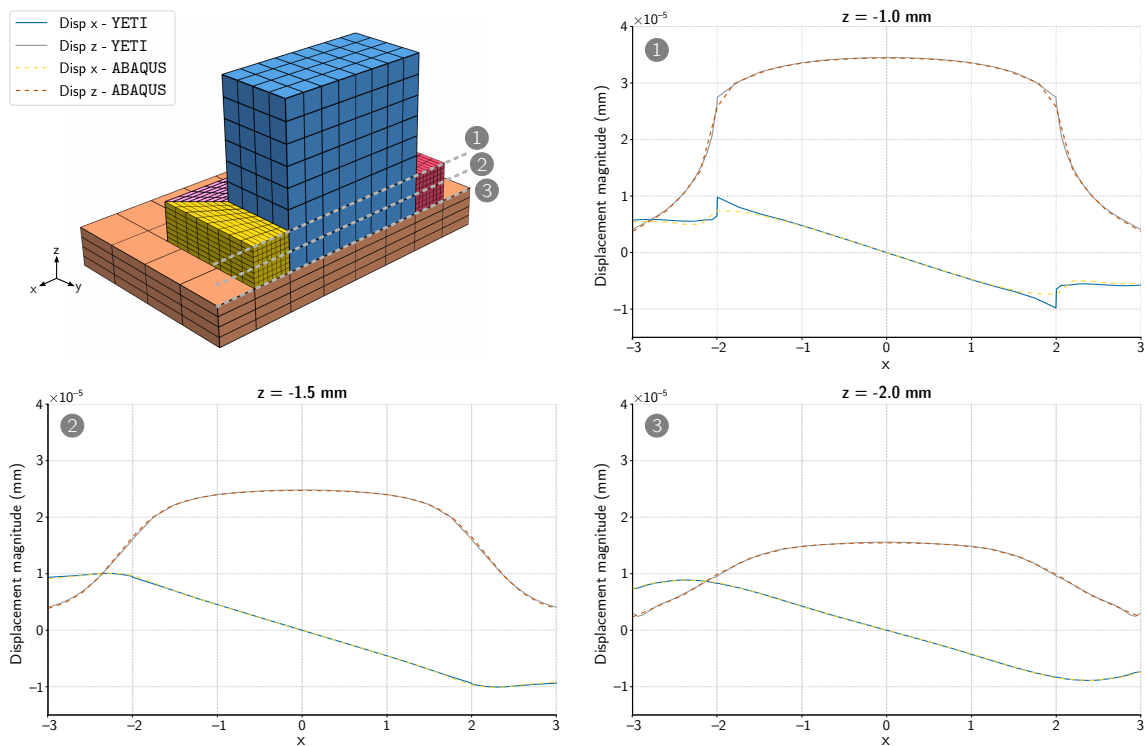 Disp x - YETI
Disp z - YETI
Disp x - ABAQUS
Disp z - ABAQUS
1
2
3
z
x
y
z = -1.0 mm
×10⁻⁵
1
4
3
2
1
0
−1
Displacement magnitude (mm)
−3 −2 −1 0 1 2 3
x
z = -1.5 mm
×10⁻⁵
2
4
3
2
1
0
−1
Displacement magnitude (mm)
−3 −2 −1 0 1 2 3
x
z = -2.0 mm
×10⁻⁵
3
4
3
2
1
0
−1
Displacement magnitude (mm)
−3 −2 −1 0 1 2 3
x